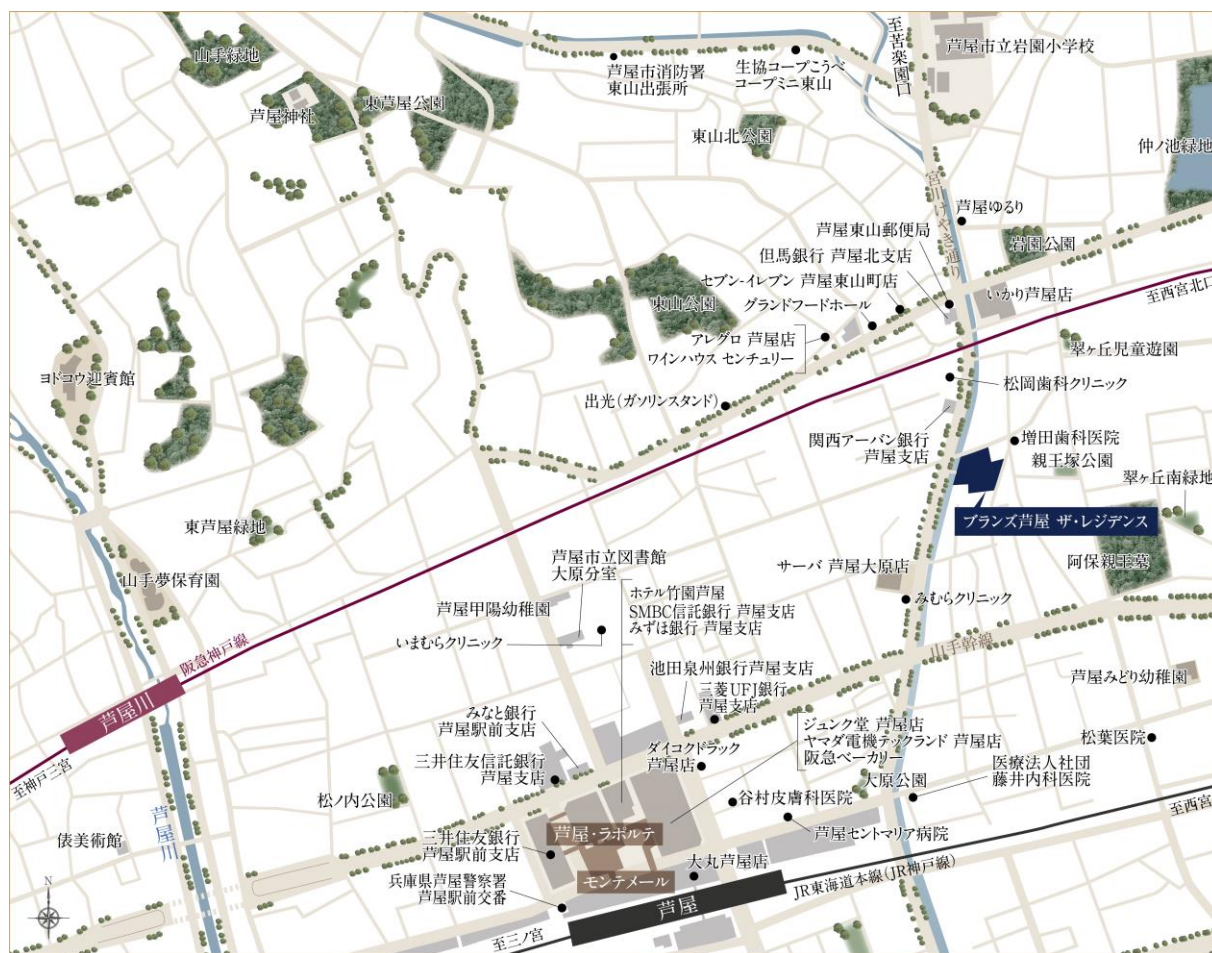 山手緑地
芦屋神社
東芦屋公園
芦屋市消防署
東山出張所
生協コープこうべ
コープミニ東山
至苦楽園口
芦屋市立岩園小学校
東山北公園
仲ノ池緑地
宮川けやき通り
芦屋ゆるり
芦屋東山郵便局
岩園公園
但馬銀行 芦屋北支店
セブン-イレブン 芦屋東山町店
いかり芦屋店
至西宮北口
東山公園
グランドフードホール
アレグロ 芦屋店
ワインハウス センチュリー
翠ヶ丘児童遊園
ヨドコウ迎賓館
松岡歯科クリニック
出光(ガソリンスタンド)
関西アーバン銀行
芦屋支店
増田歯科医院
親王塚公園
翠ヶ丘南緑地
東芦屋緑地
ブランズ芦屋 ザ・レジデンス
芦屋市立図書館
大原分室
サーパ 芦屋大原店
阿保親王墓
山手夢保育園
ホテル竹園芦屋
SMBC信託銀行 芦屋支店
みずほ銀行 芦屋支店
芦屋甲陽幼稚園
みむらクリニック
いまむらクリニック
阪急神戸線
山手幹線
池田泉州銀行芦屋支店
三菱UFJ銀行
芦屋支店
芦屋みどり幼稚園
芦屋川
みなと銀行
芦屋駅前支店
ジュンク堂 芦屋店
ヤマダ電機テックランド 芦屋店
阪急ベーカリー
ダイコクドラック
芦屋店
松葉医院
三井住友信託銀行
芦屋支店
大原公園
医療法人社団
藤井内科医院
至神戸三宮
松ノ内公園
谷村皮膚科医院
至西宮
芦屋川
俵美術館
芦屋・ラポルテ
芦屋セントマリア病院
三井住友銀行
芦屋駅前支店
大丸芦屋店
モンテメール
JR東海道本線(JR神戸線)
兵庫県芦屋警察署
芦屋駅前交番
N
芦屋
至三ノ宮